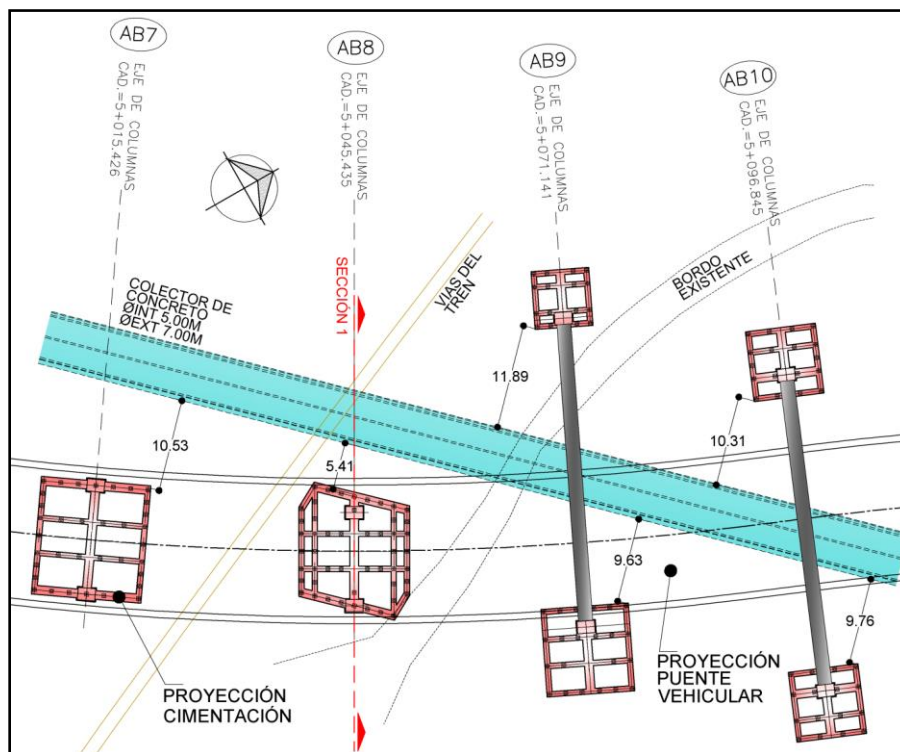 AB7
EJE DE COLUMNAS
CAD.=5+015.426
AB8
EJE DE COLUMNAS
CAD.=5+045.435
AB9
EJE DE COLUMNAS
CAD.=5+071.141
AB10
EJE DE COLUMNAS
CAD.=5+096.845
COLECTOR DE
CONCRETO
ØINT 5.00M
ØEXT 7.00M
SECCIÓN 1
VIAS DEL
TREN
BORDO
EXISTENTE
11.89
10.53
5.41
10.31
9.63
9.76
PROYECCIÓN
CIMENTACIÓN
PROYECCIÓN
PUENTE
VEHICULAR